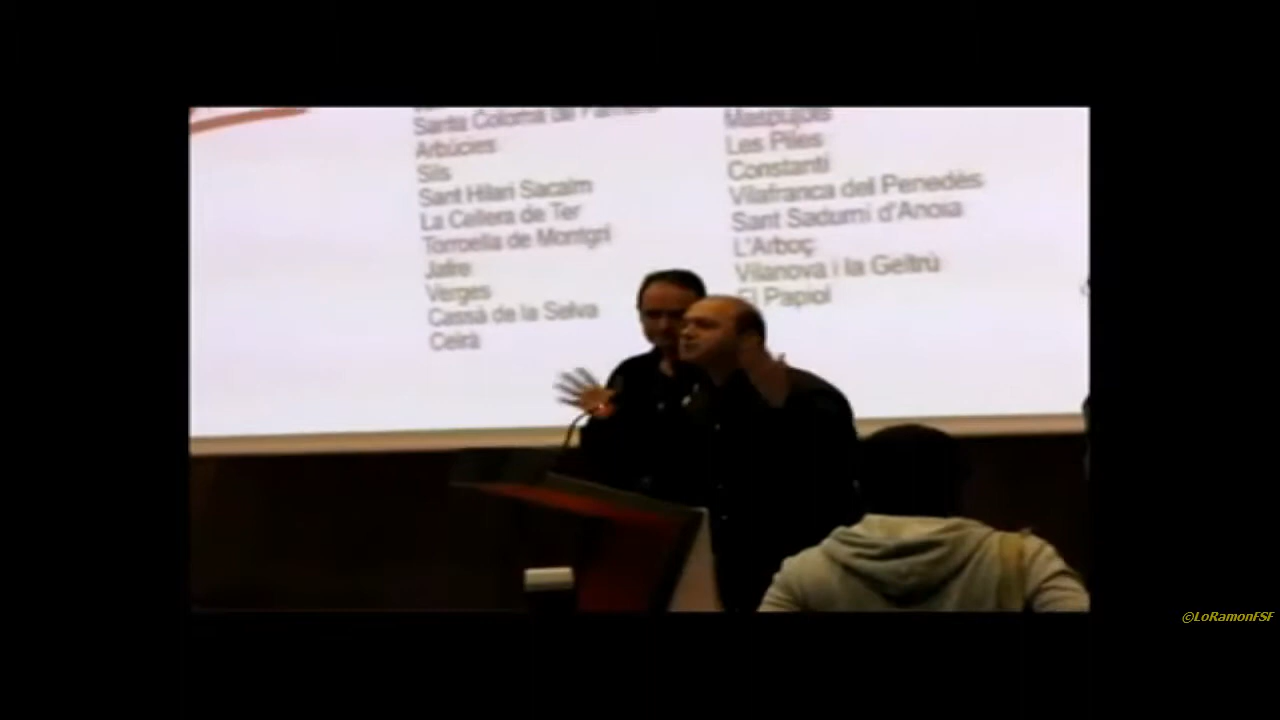 Santa Coloma de
Arbúcies
Sils
Sant Hilari Sacalm
La Cellera de Ter
Torroella de Montgrí
Jafre
Verges
Cassà de la Selva
Celrà
Maspujols
Les Piles
Constantí
Vilafranca del Penedès
Sant Sadurní d'Anoia
L'Arboç
Vilanova i la Geltrú
El Papiol
©LoRamonFSF